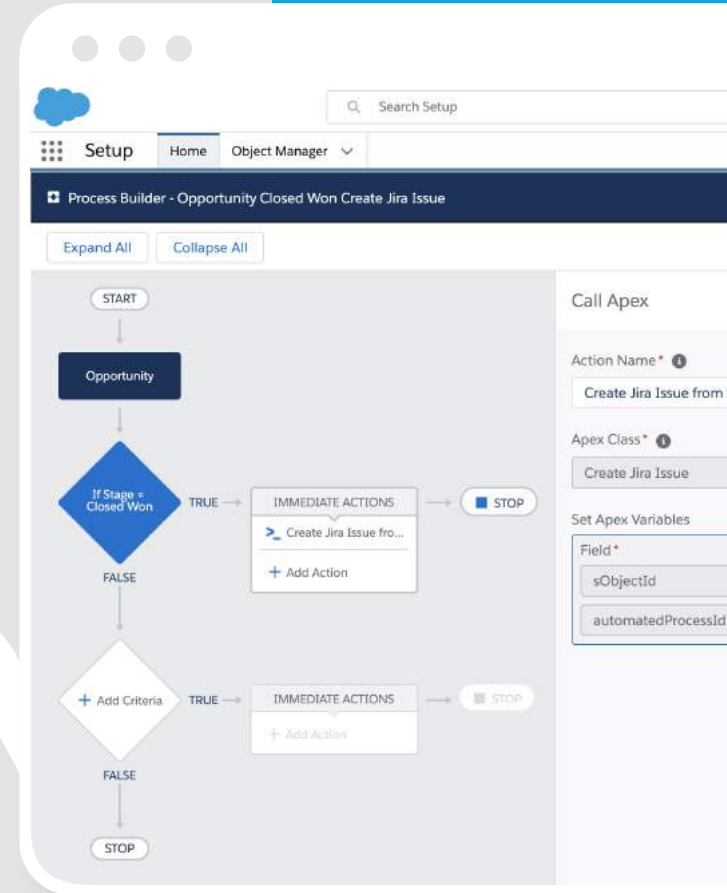 Search Setup
Setup
Home
Object Manager
Process Builder - Opportunity Closed Won Create Jira Issue
Expand All
Collapse All
START
Opportunity
If Stage =
Closed Won
TRUE
IMMEDIATE ACTIONS
STOP
>_ Create Jira Issue fro...
+ Add Action
FALSE
+ Add Criteria
TRUE
IMMEDIATE ACTIONS
STOP
+ Add Action
FALSE
STOP
Call Apex
Action Name*
Create Jira Issue from
Apex Class*
Create Jira Issue
Set Apex Variables
Field*
sObjectId
automatedProcessId